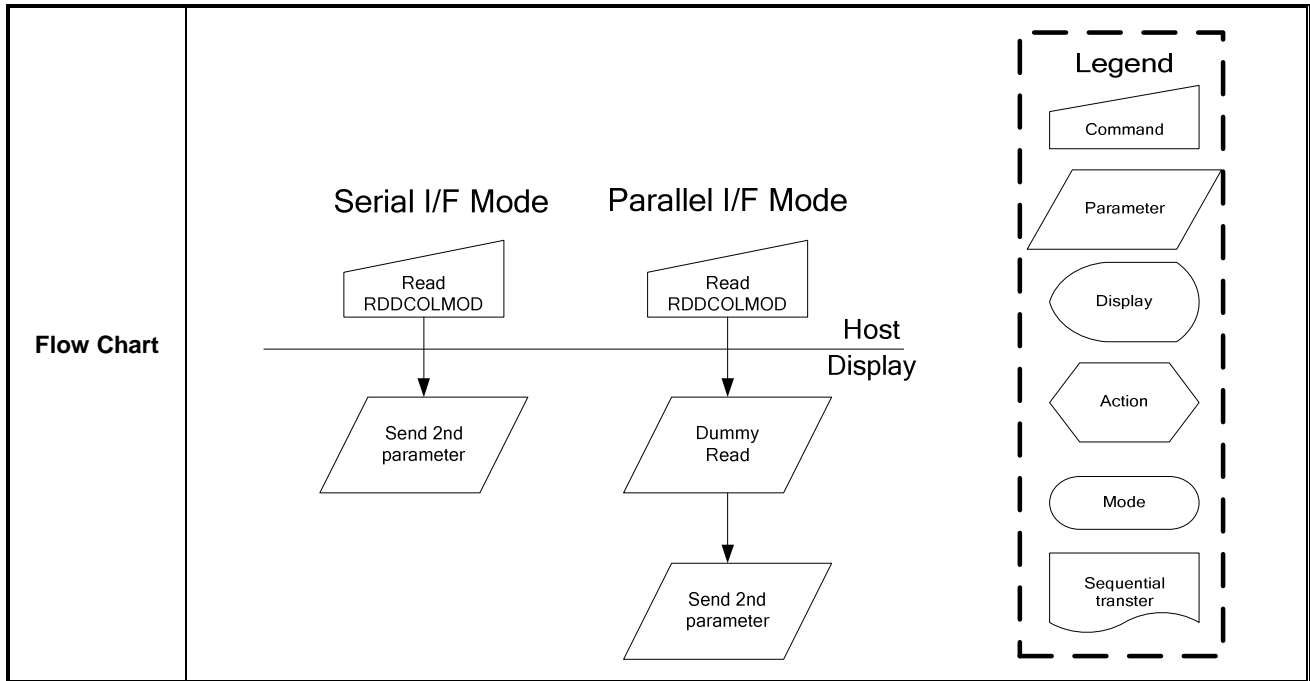 Flow Chart
Serial I/F Mode
Parallel I/F Mode
Read
RDDCOLMOD
Read
RDDCOLMOD
Host
Display
Send 2nd
parameter
Dummy
Read
Send 2nd
parameter
Legend
Command
Parameter
Display
Action
Mode
Sequential
transter